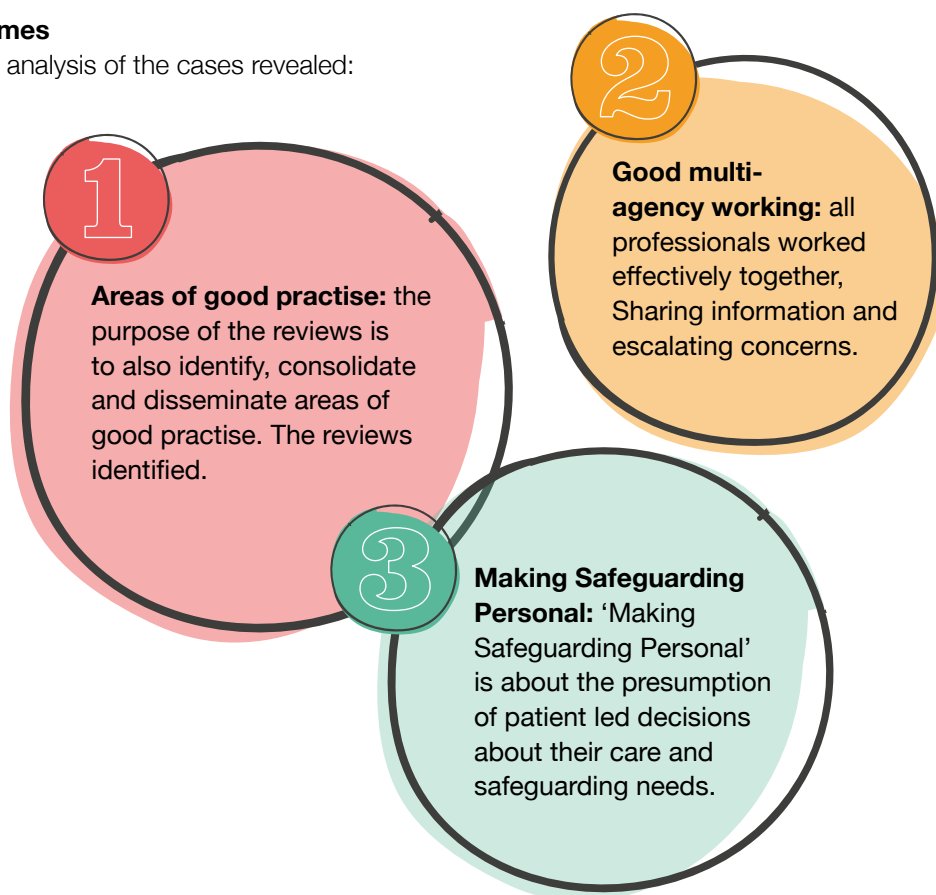 mes
analysis of the cases revealed:
1
Areas of good practise: the
purpose of the reviews is
to also identify, consolidate
and disseminate areas of
good practise. The reviews
identified.
2
Good multi-
agency working: all
professionals worked
effectively together,
Sharing information and
escalating concerns.
3
Making Safeguarding
Personal: ‘Making
Safeguarding Personal’
is about the presumption
of patient led decisions
about their care and
safeguarding needs.